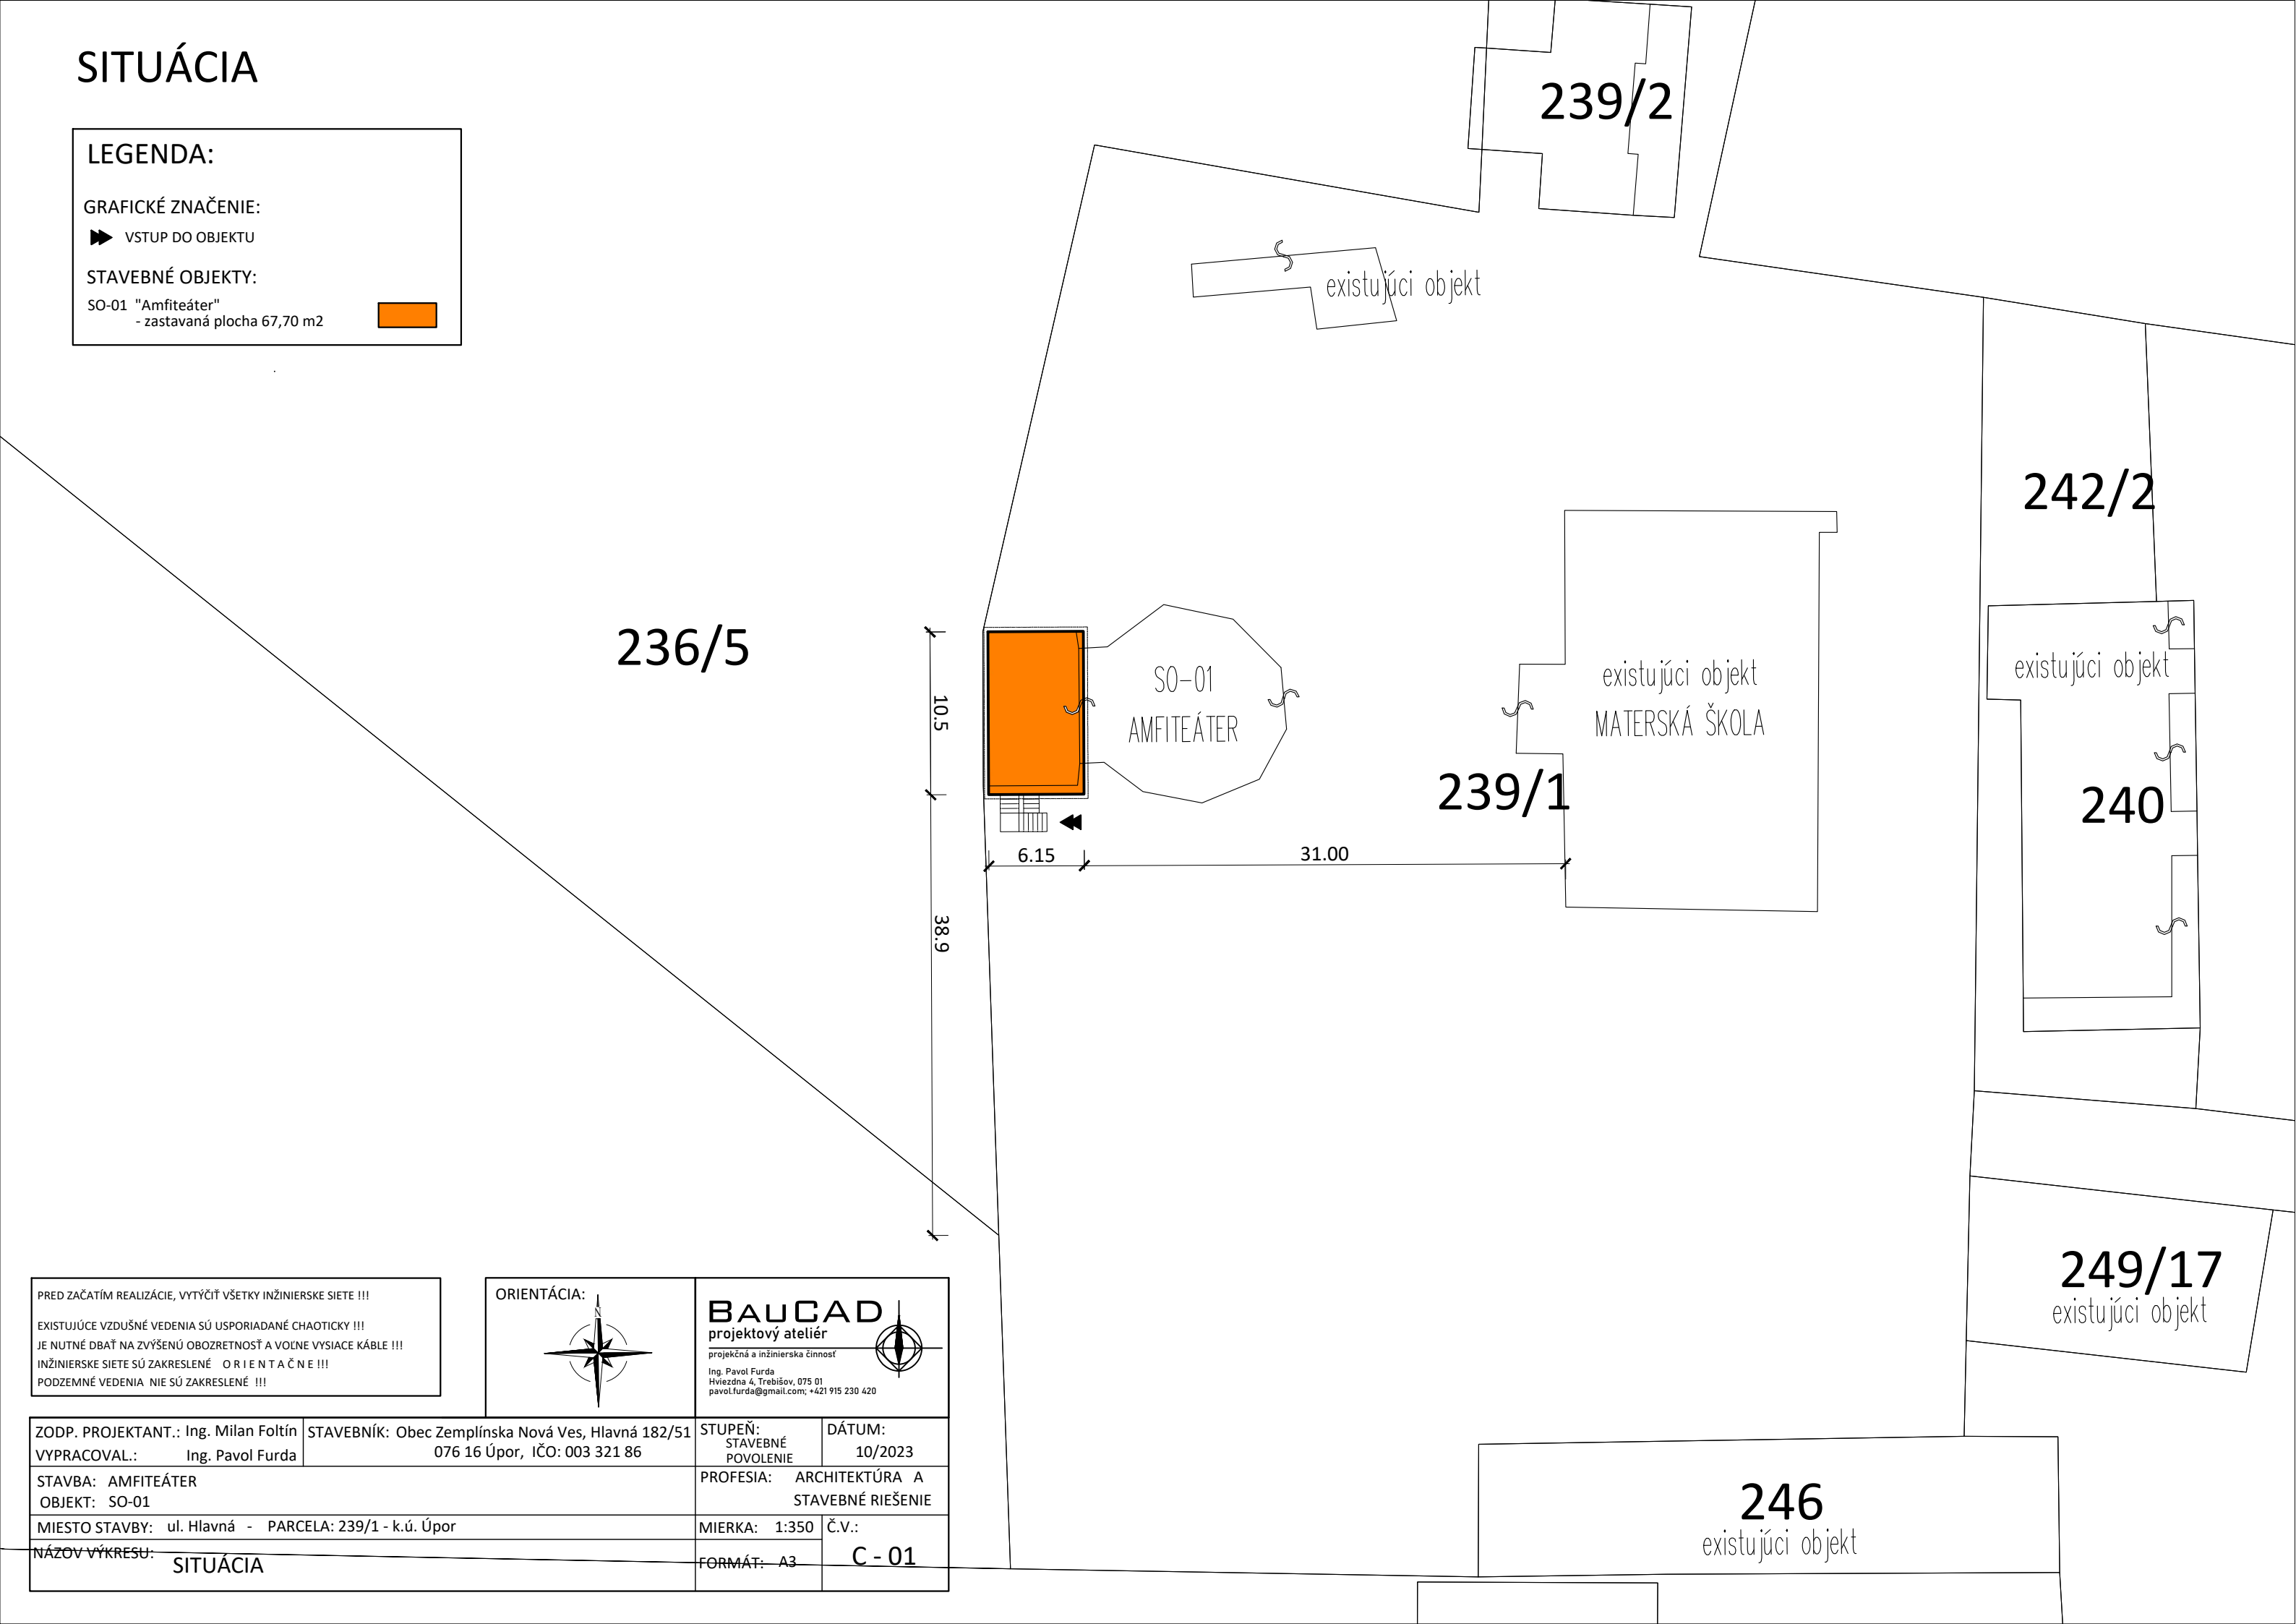 SITUÁCIA
LEGENDA:
GRAFICKÉ ZNAČENIE:
VSTUP DO OBJEKTU
STAVEBNÉ OBJEKTY:
SO-01 "Amfiteáter"
- zastavaná plocha 67,70 m2
239/2
existujúci objekt
242/2
236/5
10.5
SO-01
AMFITEÁTER
existujúci objekt
MATERSKÁ ŠKOLA
existujúci objekt
239/1
240
6.15
31.00
38.9
249/17
existujúci objekt
246
existujúci objekt
PRED ZAČATÍM REALIZÁCIE, VYTÝČIŤ VŠETKY INŽINIERSKE SIETE !!!
EXISTUJÚCE VZDUŠNÉ VEDENIA SÚ USPORIADANÉ CHAOTICKY !!!
JE NUTNÉ DBAŤ NA ZVÝŠENÚ OBOZRETNOSŤ A VOĽNE VYSIACE KÁBLE !!!
INŽINIERSKE SIETE SÚ ZAKRESLENÉ O R I E N T A Č N E !!!
PODZEMNÉ VEDENIA NIE SÚ ZAKRESLENÉ !!!
ORIENTÁCIA:
N
BAUCAD
projektový ateliér
projekčná a inžinierska činnosť
Ing. Pavol Furda
Hviezdna 4, Trebišov, 075 01
pavol.furda@gmail.com; +421 915 230 420
ZODP. PROJEKTANT.: Ing. Milan Foltín
VYPRACOVAL.: Ing. Pavol Furda
STAVEBNÍK: Obec Zemplínska Nová Ves, Hlavná 182/51
076 16 Úpor, IČO: 003 321 86
STUPEŇ:
STAVEBNÉ
POVOLENIE
DÁTUM:
10/2023
STAVBA: AMFITEÁTER
OBJEKT: SO-01
PROFESIA: ARCHITEKTÚRA A
STAVEBNÉ RIEŠENIE
MIESTO STAVBY: ul. Hlavná - PARCELA: 239/1 - k.ú. Úpor
MIERKA: 1:350
Č.V.:
C - 01
NÁZOV VÝKRESU:
SITUÁCIA
FORMÁT: A3